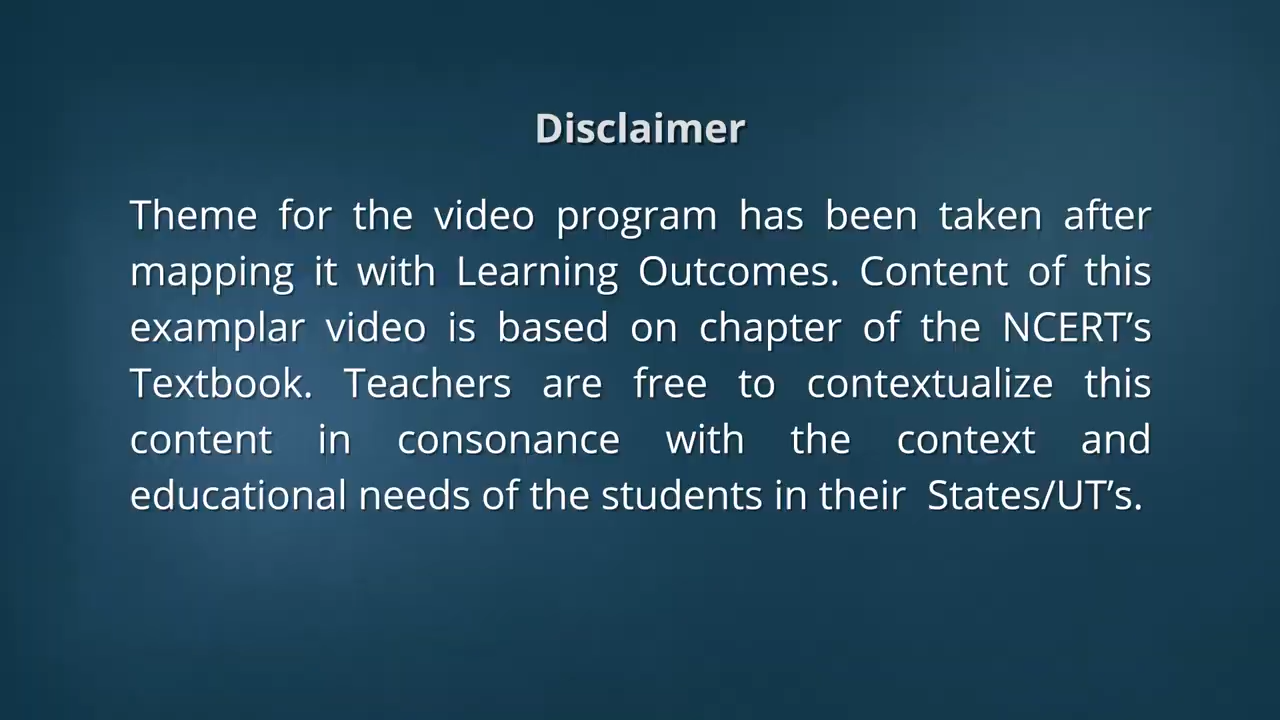 Disclaimer
Theme for the video program has been taken after
mapping it with Learning Outcomes. Content of this
examplar video is based on chapter of the NCERT’s
Textbook. Teachers are free to contextualize this
content in consonance with the context and
educational needs of the students in their States/UT’s.